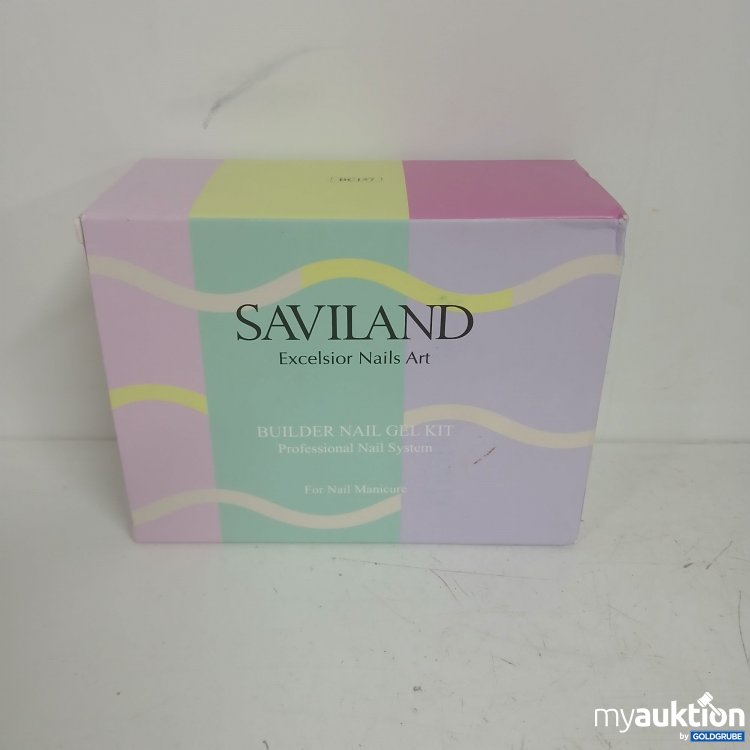 SAVILAND
Excelsior Nails Art
BUILDER NAIL GEL KIT
Professional Nail System
For Nail Manicure
myauktion
by GOLDGRUBE